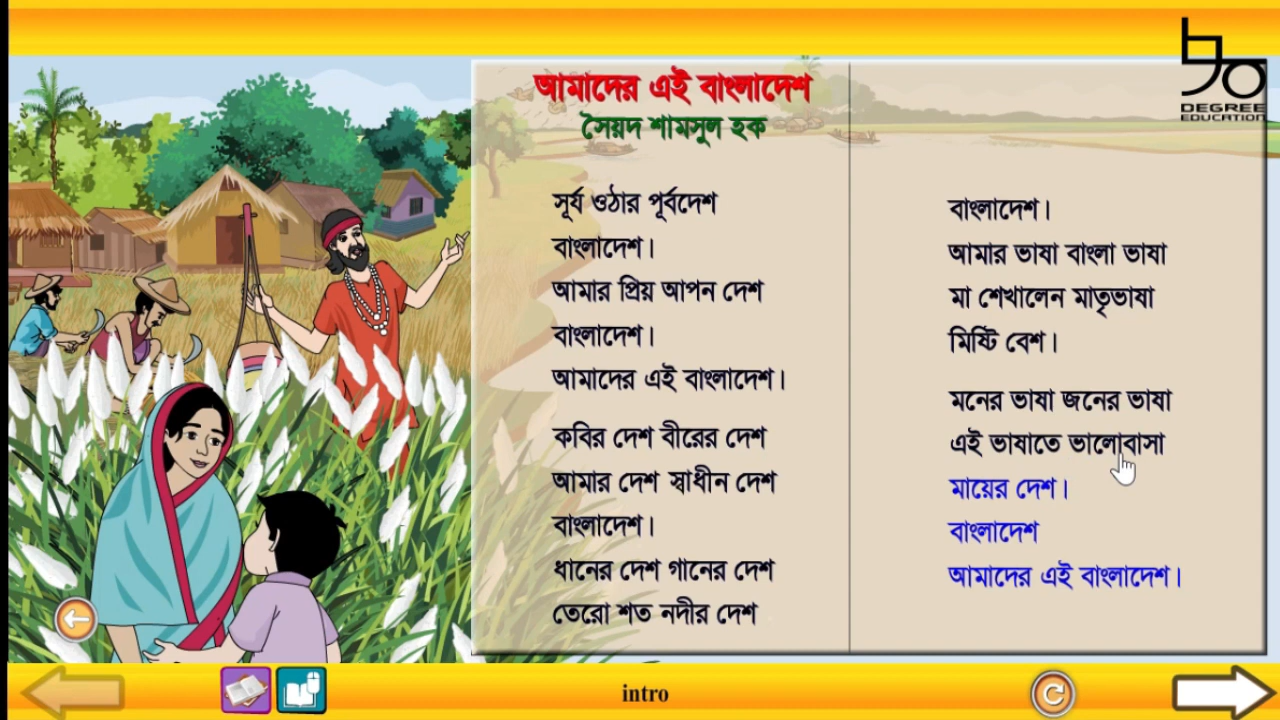 আমাদের এই বাংলাদেশ
সৈয়দ শামসুল হক
সূর্য ওঠার পূর্বদেশ
বাংলাদেশ।
আমার প্রিয় আপন দেশ
বাংলাদেশ।
আমাদের এই বাংলাদেশ।
কবির দেশ বীরের দেশ
আমার দেশ স্বাধীন দেশ
বাংলাদেশ।
ধানের দেশ গানের দেশ
তেরো শত নদীর দেশ
বাংলাদেশ।
আমার ভাষা বাংলা ভাষা
মা শেখালেন মাতৃভাষা
মিষ্টি বেশ।
মনের ভাষা জনের ভাষা
এই ভাষাতে ভালোবাসা
মায়ের দেশ।
বাংলাদেশ
আমাদের এই বাংলাদেশ।
৯০
DEGREE
EDUCATION
intro